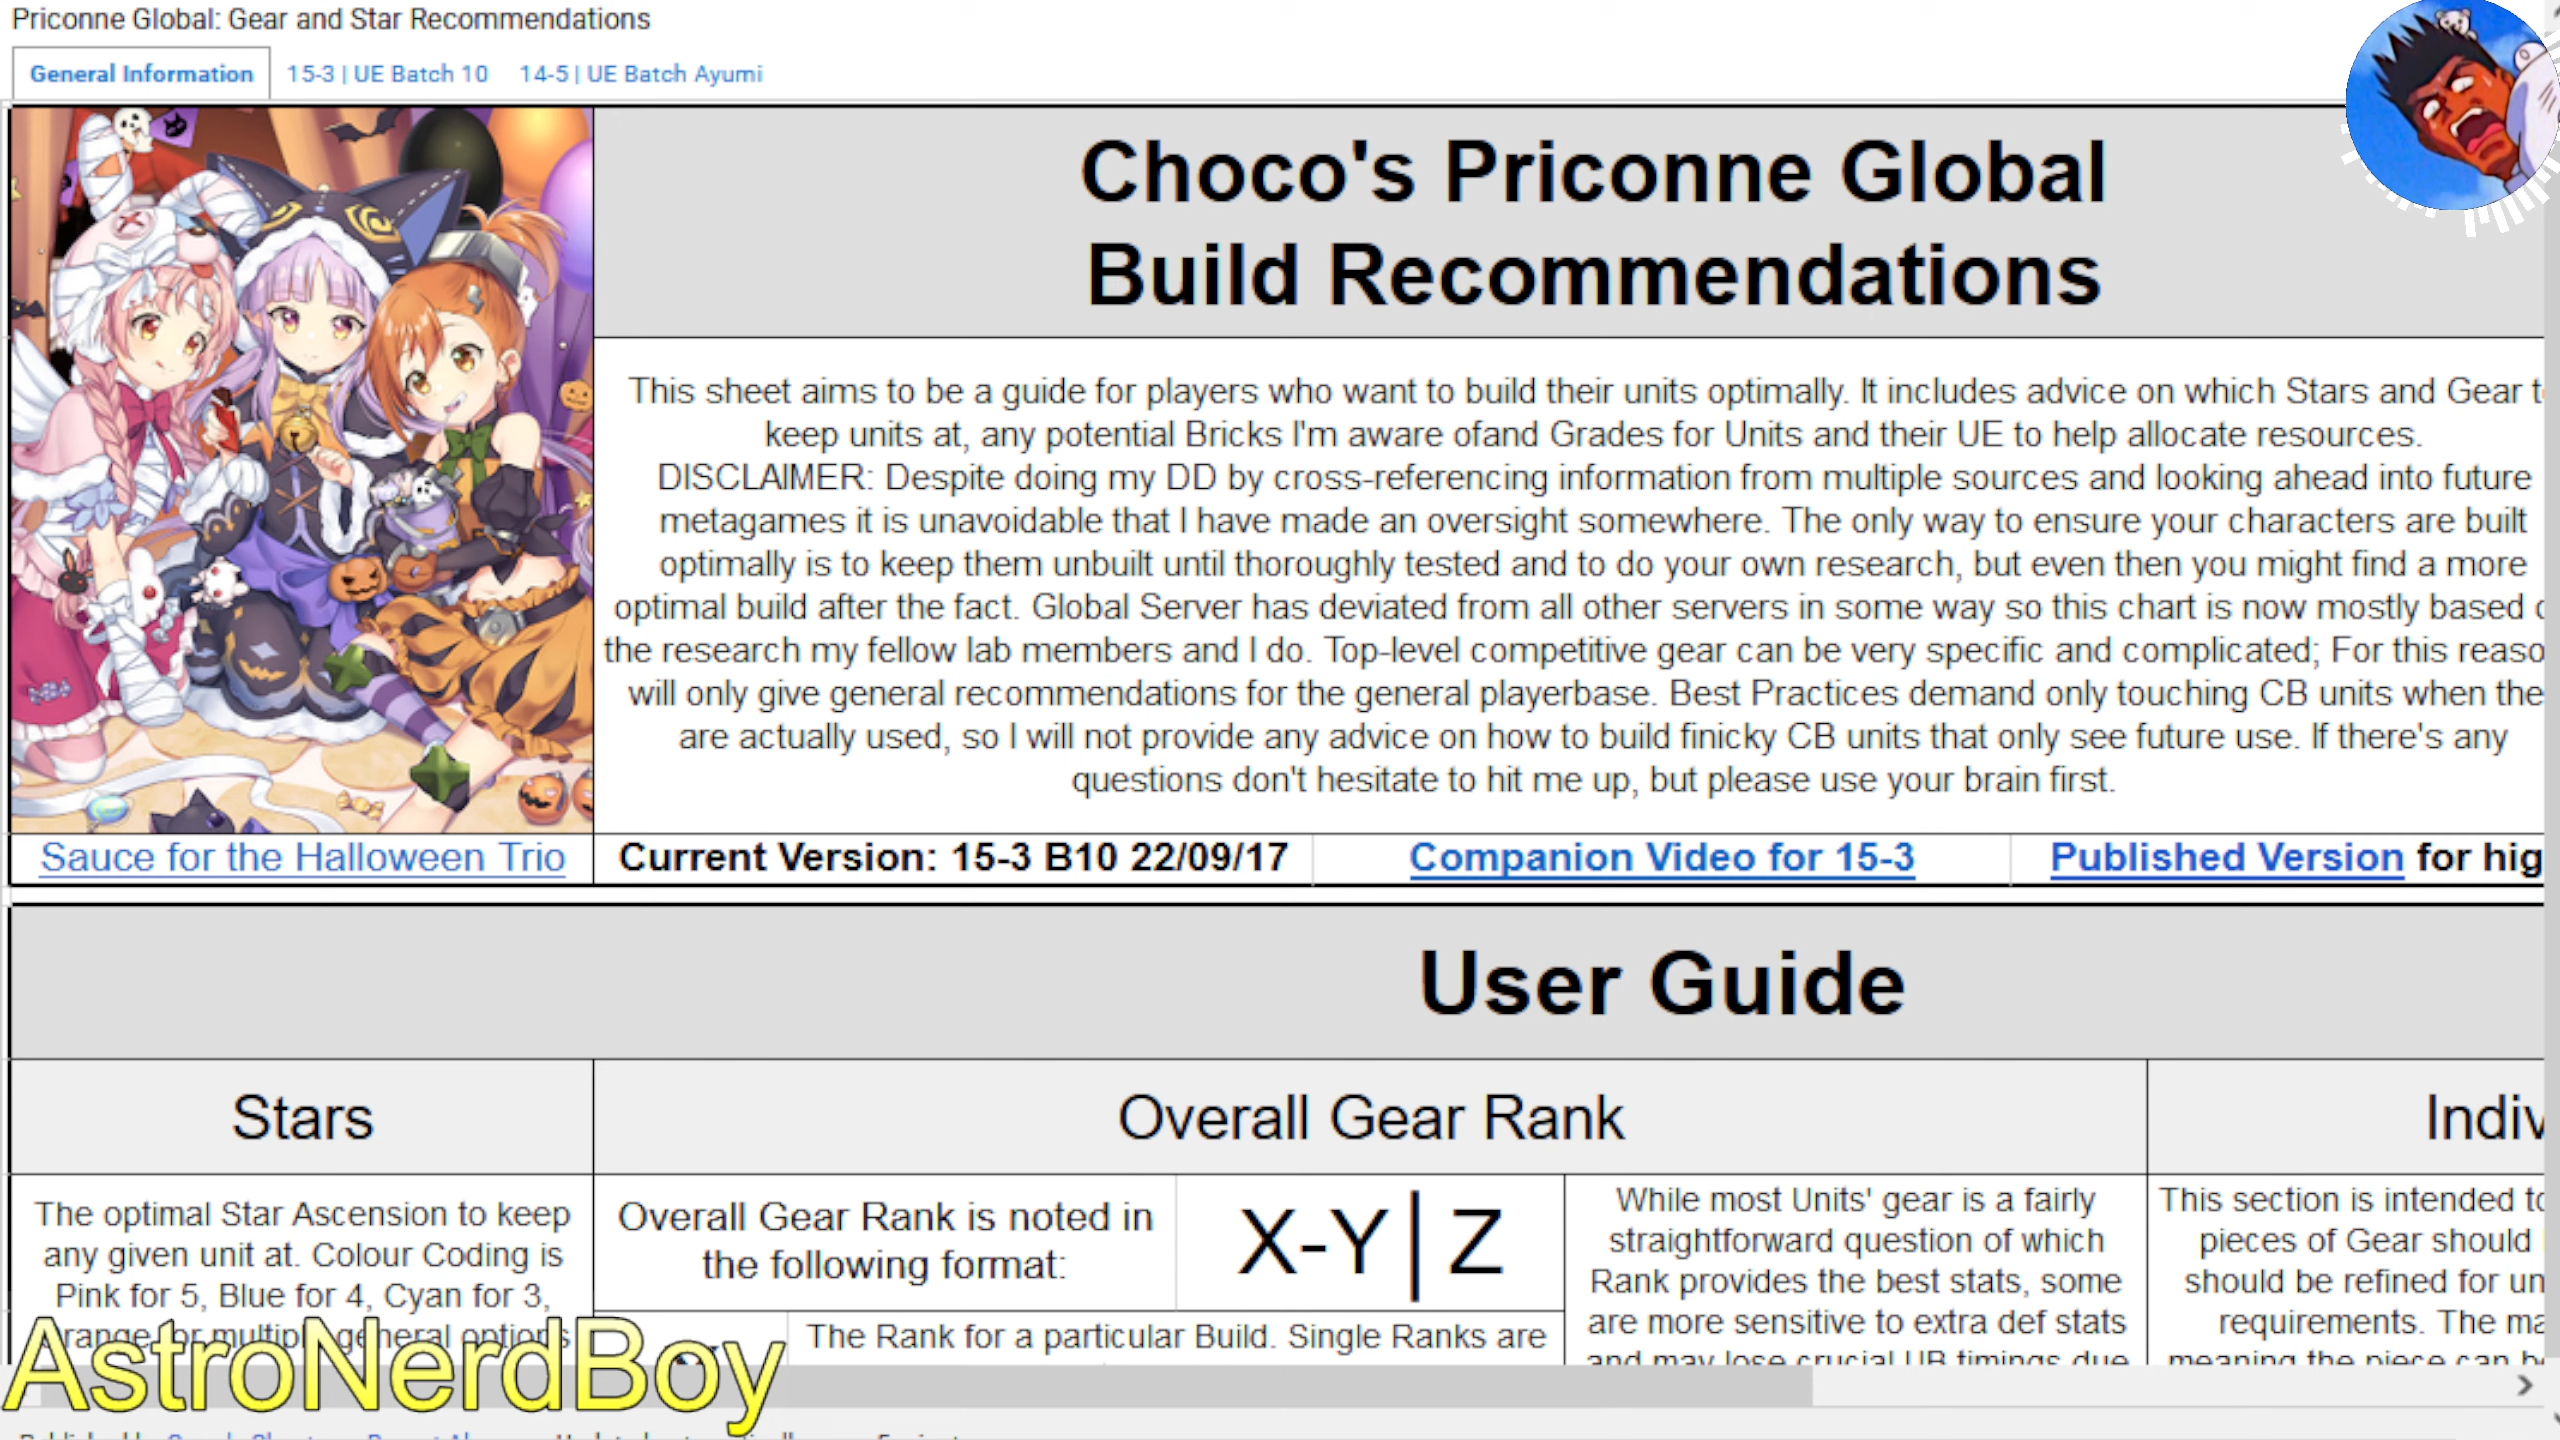 Priconne Global: Gear and Star Recommendations
General Information 15-3 | UE Batch 10 14-5 | UE Batch Ayumi
Choco's Priconne Global
Build Recommendations
This sheet aims to be a guide for players who want to build their units optimally. It includes advice on which Stars and Gear
keep units at, any potential Bricks I'm aware ofand Grades for Units and their UE to help allocate resources.
DISCLAIMER: Despite doing my DD by cross-referencing information from multiple sources and looking ahead into future
metagames it is unavoidable that I have made an oversight somewhere. The only way to ensure your characters are built
optimally is to keep them unbuilt until thoroughly tested and to do your own research, but even then you might find a more
optimal build after the fact. Global Server has deviated from all other servers in some way so this chart is now mostly based
the research my fellow lab members and I do. Top-level competitive gear can be very specific and complicated; For this reaso
will only give general recommendations for the general playerbase. Best Practices demand only touching CB units when the
are actually used, so I will not provide any advice on how to build finicky CB units that only see future use. If there's any
questions don't hesitate to hit me up, but please use your brain first.
Sauce for the Halloween Trio Current Version: 15-3 B10 22/09/17 Companion Video for 15-3 Published Version for hig
User Guide
Stars
Overall Gear Rank
Indiv
The optimal Star Ascension to keep
any given unit at. Colour Coding is
Pink for 5, Blue for 4, Cyan for 3,
range for multiple general options
Overall Gear Rank is noted in
the following format:
X-Y| Z
The Rank for a particular Build. Single Ranks are
While most Units' gear is a fairly
straightforward question of which
Rank provides the best stats, some
are more sensitive to extra def stats
and may lose crucial UB timings due
This section is intended to
pieces of Gear should
should be refined for un
requirements. The ma
meaning the piece can be
AstroNerdBoy